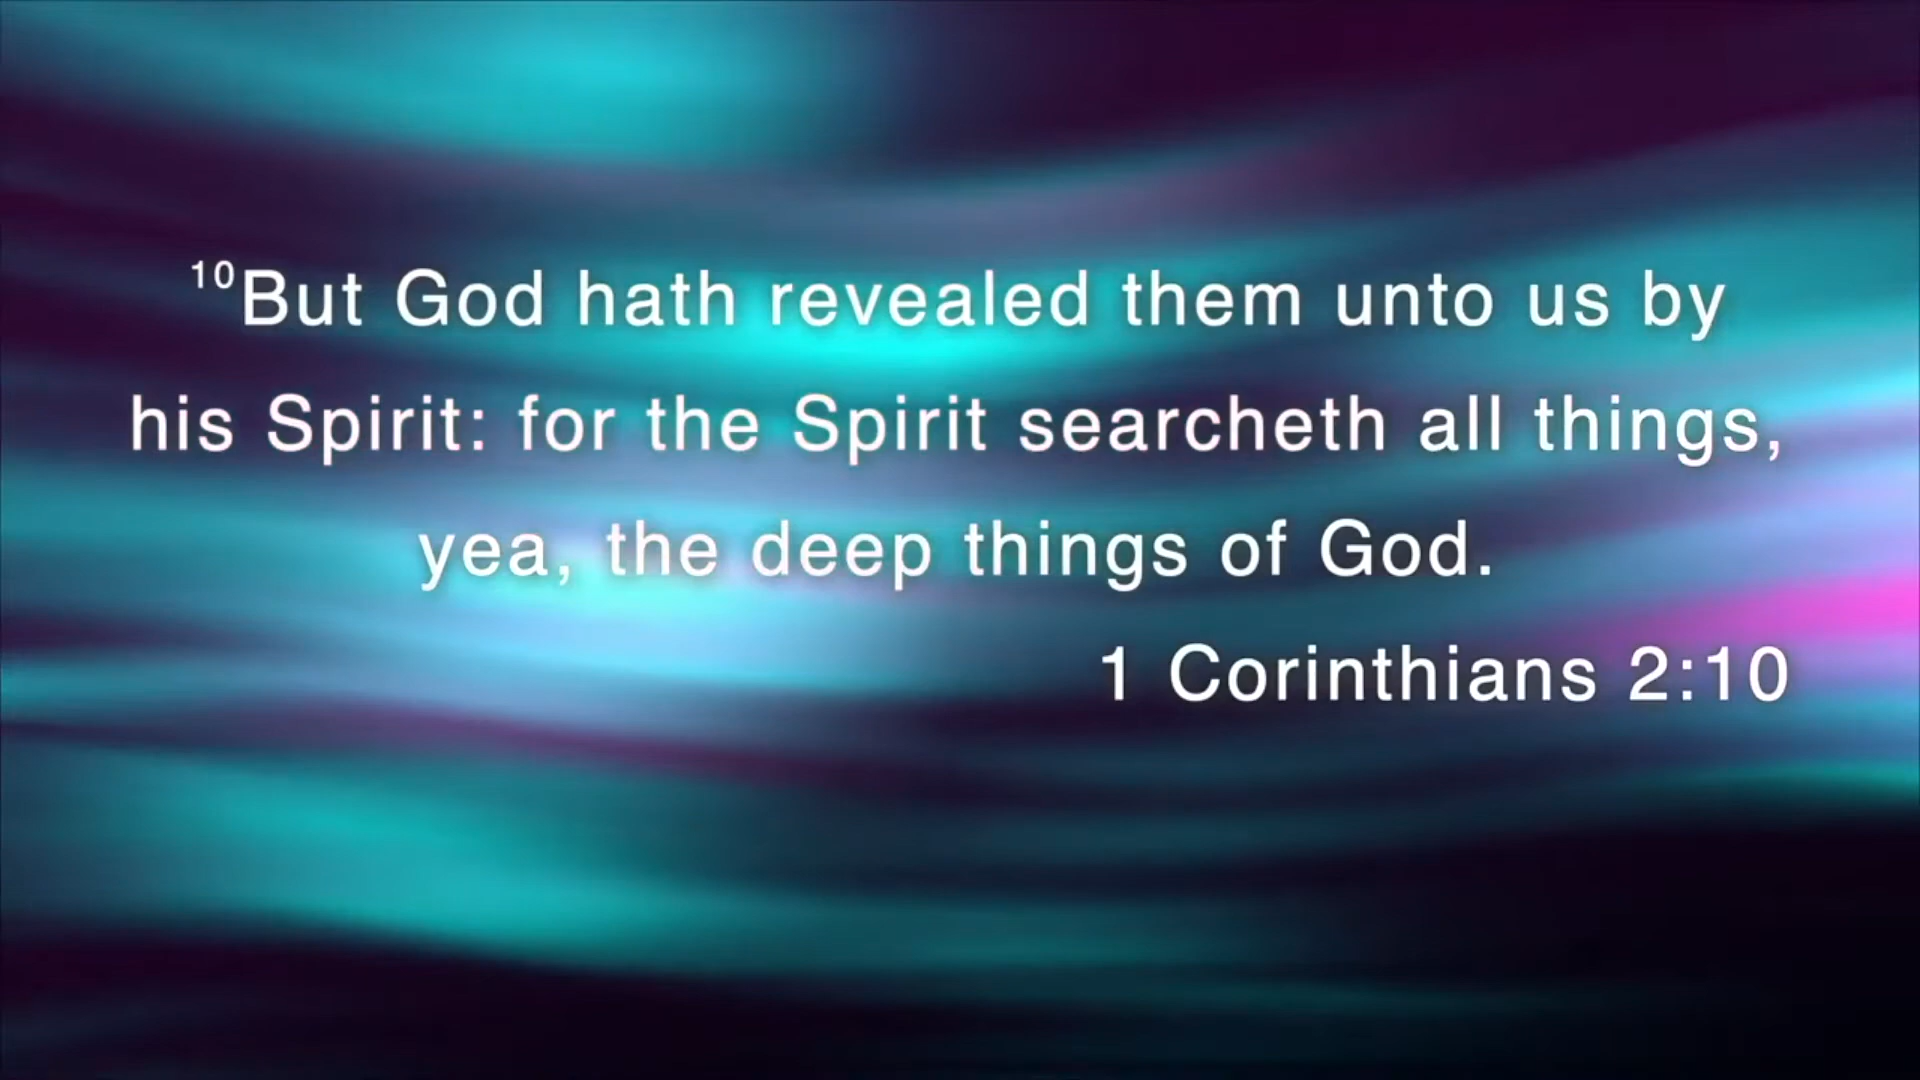 ¹⁰But God hath revealed them unto us by
his Spirit: for the Spirit searcheth all things,
yea, the deep things of God.
1 Corinthians 2:10